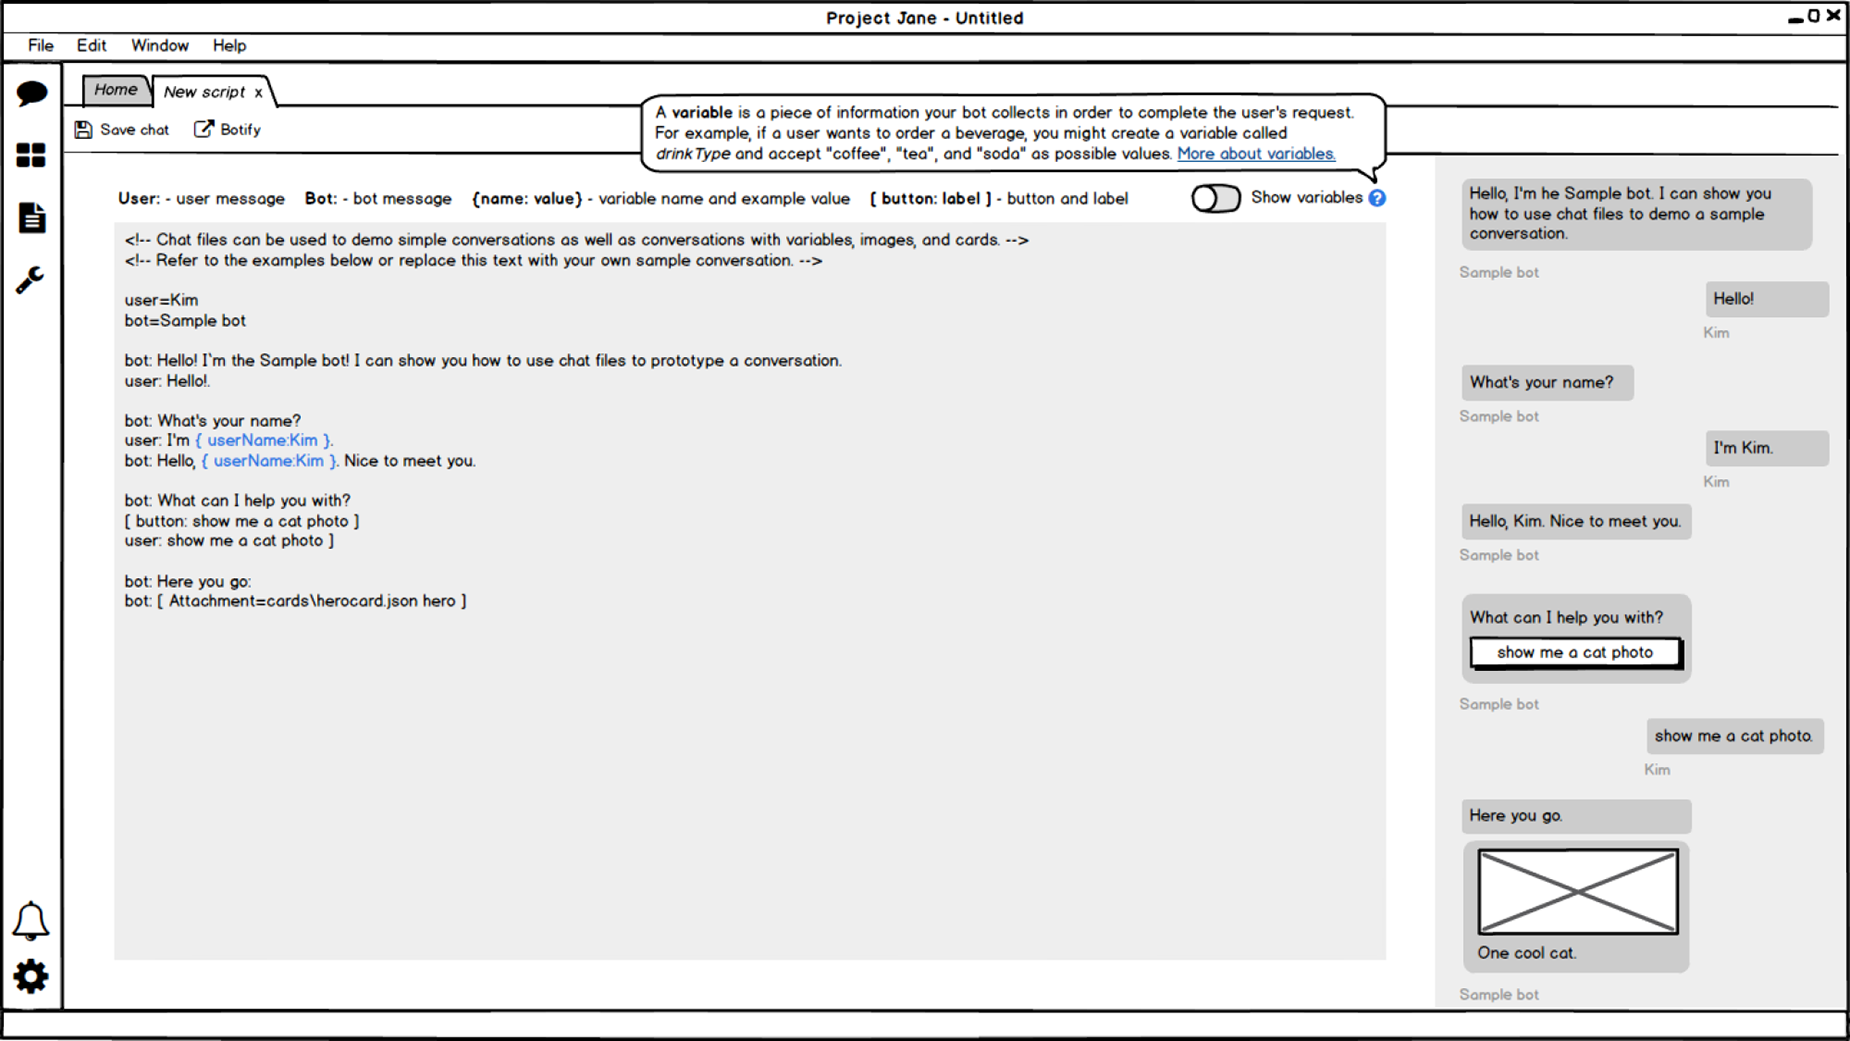 Project Jane - Untitled
File Edit Window Help
Home New script x
Save chat Botify
A variable is a piece of information your bot collects in order to complete the user's request.
For example, if a user wants to order a beverage, you might create a variable called
drinkType and accept "coffee", "tea", and "soda" as possible values. More about variables.
User: - user message Bot: - bot message {name: value} - variable name and example value [ button: label ] - button and label Show variables ?
<!-- Chat files can be used to demo simple conversations as well as conversations with variables, images, and cards. -->
<!-- Refer to the examples below or replace this text with your own sample conversation. -->
user=Kim
bot=Sample bot
bot: Hello! I`m the Sample bot! I can show you how to use chat files to prototype a conversation.
user: Hello!.
bot: What's your name?
user: I'm { userName:Kim }.
bot: Hello, { userName:Kim }. Nice to meet you.
bot: What can I help you with?
[ button: show me a cat photo ]
user: show me a cat photo ]
bot: Here you go:
bot: [ Attachment=cards\herocard.json hero ]
Hello, I'm he Sample bot. I can show you
how to use chat files to demo a sample
conversation.
Sample bot
Hello!
Kim
What's your name?
Sample bot
I'm Kim.
Kim
Hello, Kim. Nice to meet you.
Sample bot
What can I help you with?
show me a cat photo
Sample bot
show me a cat photo.
Kim
Here you go.
One cool cat.
Sample bot